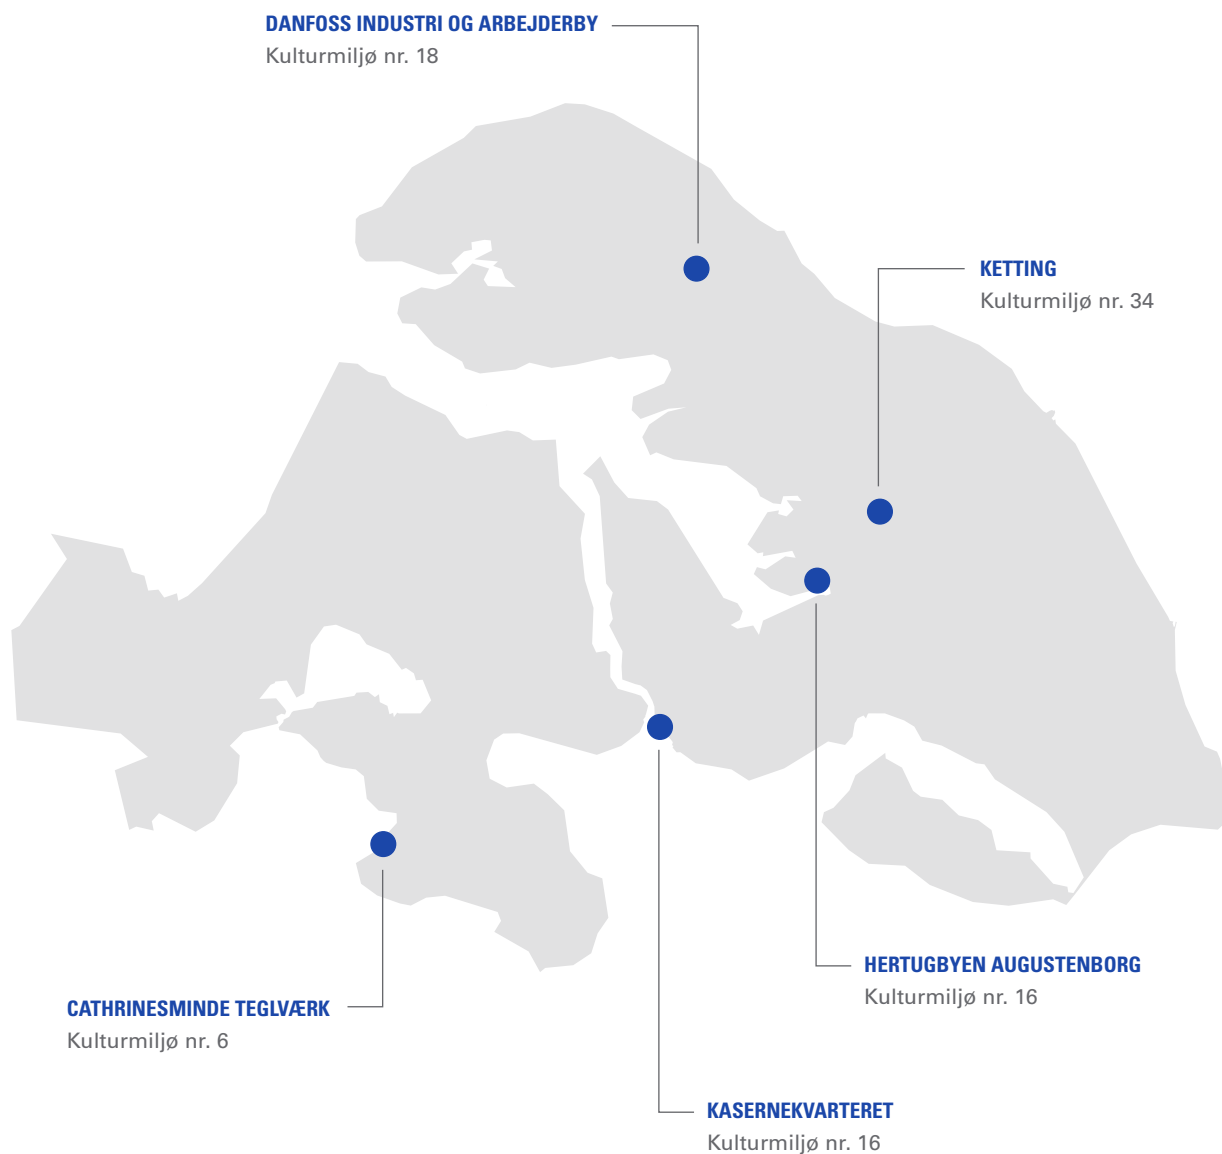 DANFOSS INDUSTRI OG ARBEJDERBY
Kulturmiljø nr. 18
KETTING
Kulturmiljø nr. 34
HERTUGBYEN AUGUSTENBORG
Kulturmiljø nr. 16
CATHRINESMINDE TEGLVÆRK
Kulturmiljø nr. 6
KASERNEKVARTERET
Kulturmiljø nr. 16